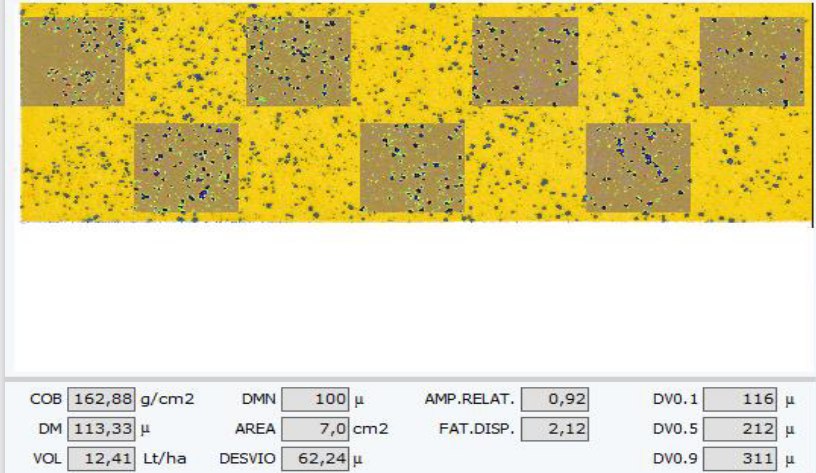 COB 162,88 g/cm2 DMN 100 μ AMP.RELAT. 0,92 DV0.1 116 μ
DM 113,33 μ AREA 7,0 cm2 FAT.DISP. 2,12 DV0.5 212 μ
VOL 12,41 Lt/ha DESVIO 62,24 μ DV0.9 311 μ